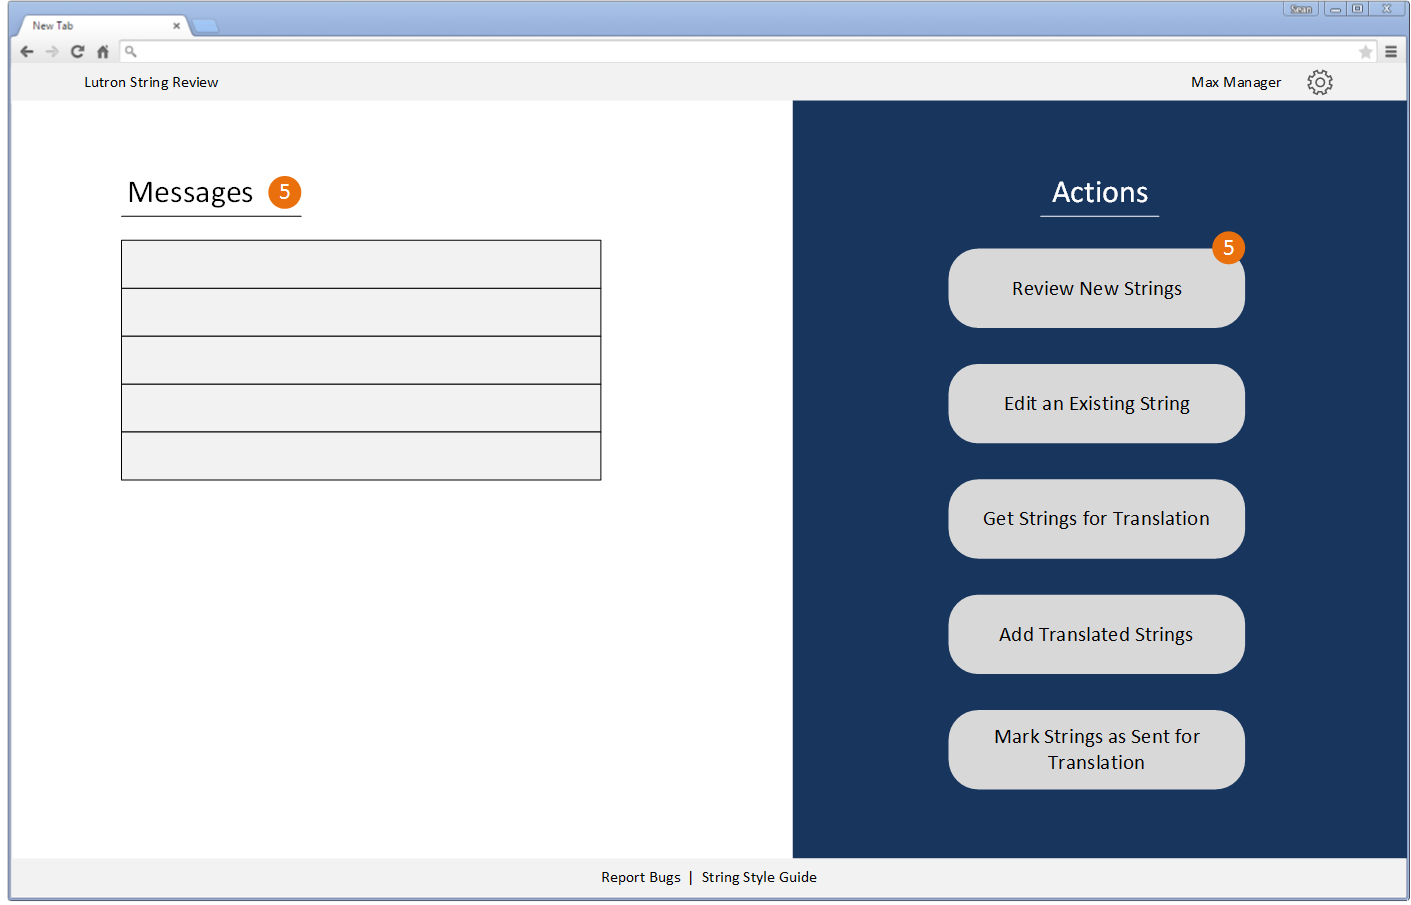 Sean
New Tab
Lutron String Review
Max Manager
Messages 5
Actions
5
Review New Strings
Edit an Existing String
Get Strings for Translation
Add Translated Strings
Mark Strings as Sent for
Translation
Report Bugs | String Style Guide